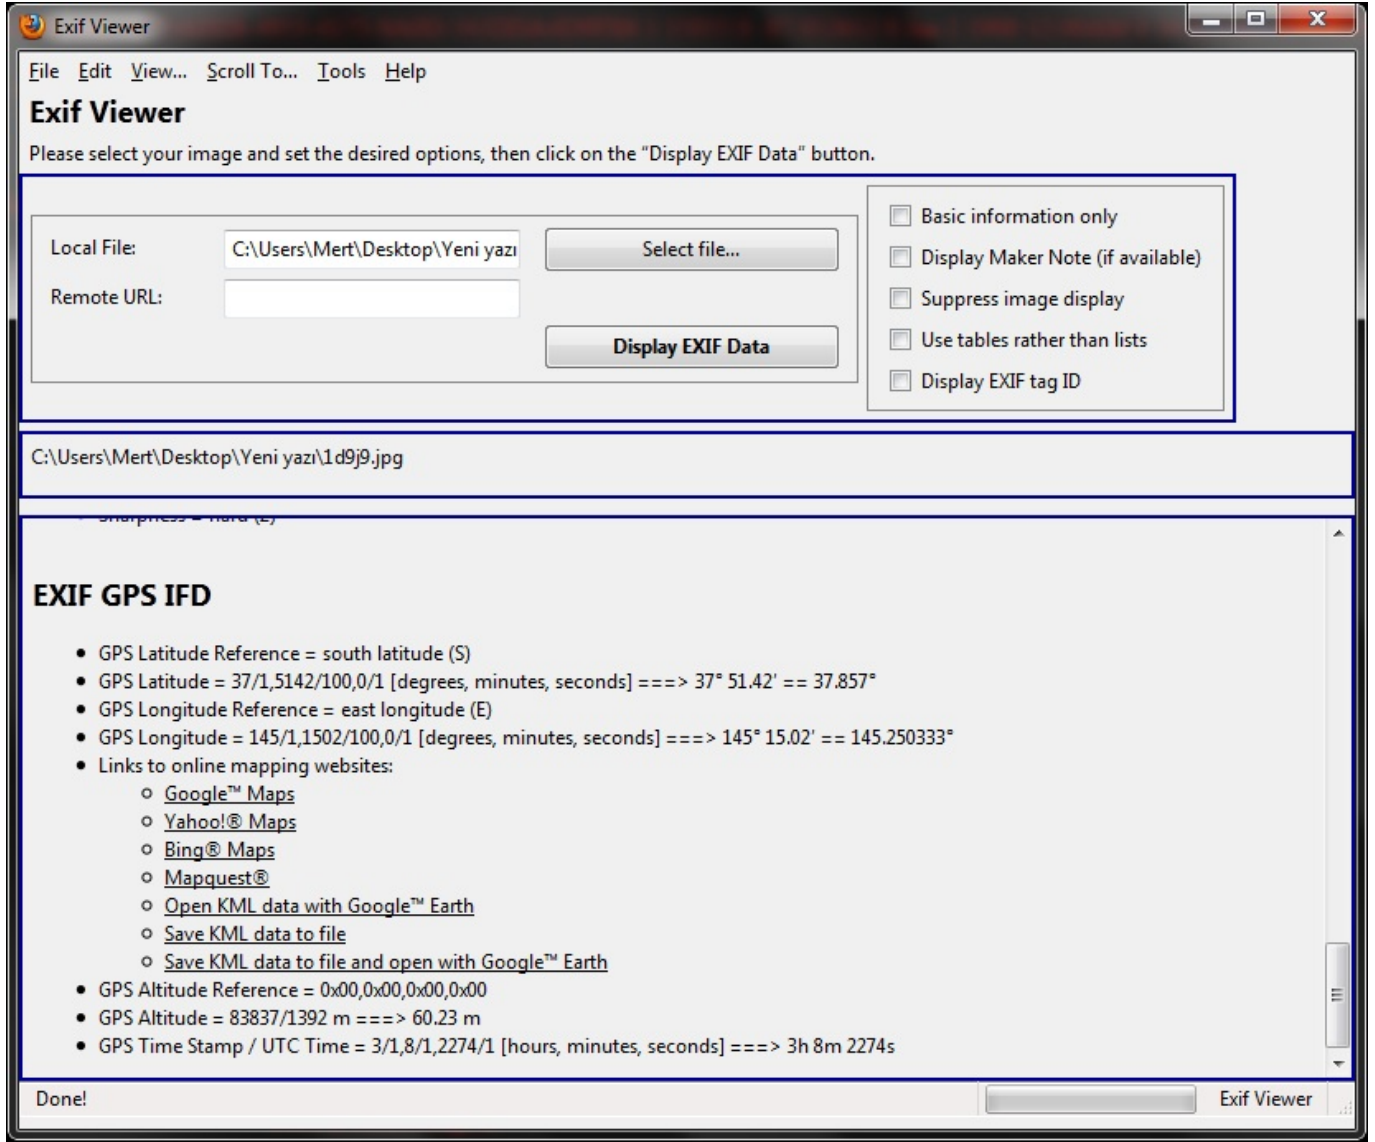 Exif Viewer
File Edit View... Scroll To... Tools Help
Exif Viewer
Please select your image and set the desired options, then click on the “Display EXIF Data” button.
Local File: C:\Users\Mert\Desktop\Yeni yazı Select file...
Remote URL:
Display EXIF Data
Basic information only
Display Maker Note (if available)
Suppress image display
Use tables rather than lists
Display EXIF tag ID
C:\Users\Mert\Desktop\Yeni yazı\1d9j9.jpg
Sharpness = hard (2)
EXIF GPS IFD
GPS Latitude Reference = south latitude (S)
GPS Latitude = 37/1,5142/100,0/1 [degrees, minutes, seconds] ===> 37° 51.42' == 37.857°
GPS Longitude Reference = east longitude (E)
GPS Longitude = 145/1,1502/100,0/1 [degrees, minutes, seconds] ===> 145° 15.02' == 145.250333°
Links to online mapping websites:
Google™ Maps
Yahoo!® Maps
Bing® Maps
Mapquest®
Open KML data with Google™ Earth
Save KML data to file
Save KML data to file and open with Google™ Earth
GPS Altitude Reference = 0x00,0x00,0x00,0x00
GPS Altitude = 83837/1392 m ===> 60.23 m
GPS Time Stamp / UTC Time = 3/1,8/1,2274/1 [hours, minutes, seconds] ===> 3h 8m 2274s
Done! Exif Viewer